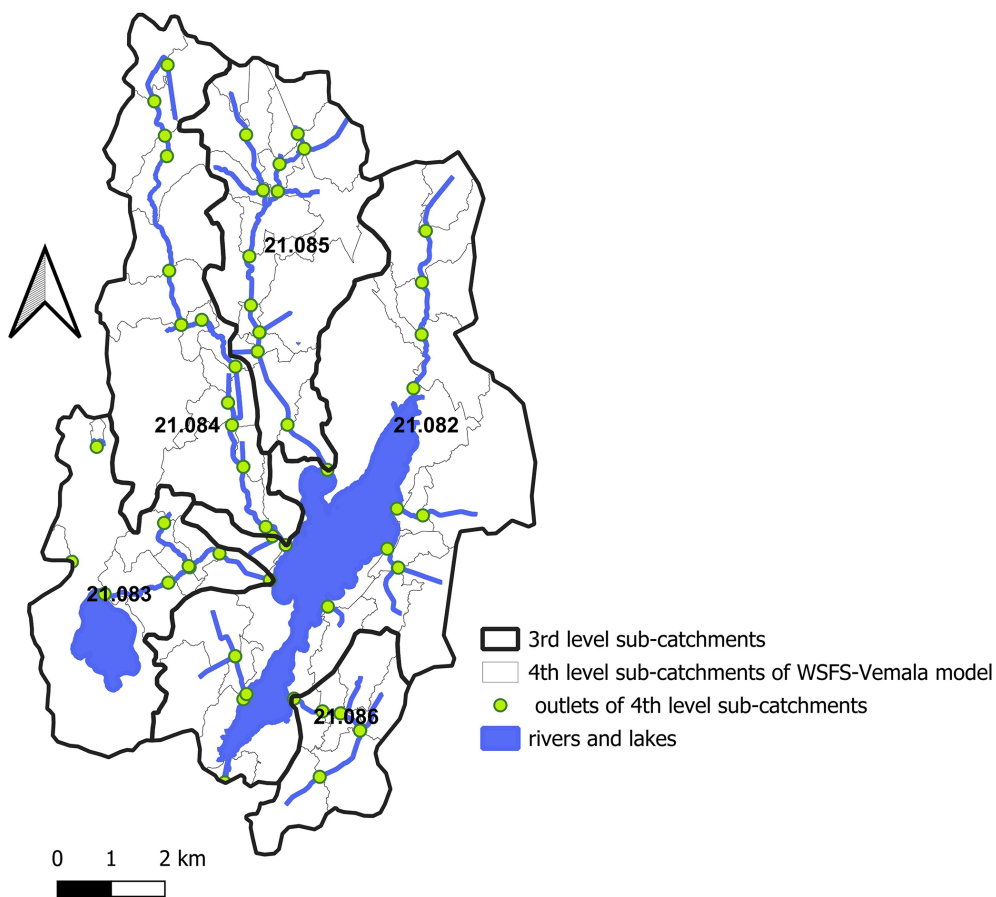 21.085
21.084
21.082
21.083
21.086
3rd level sub-catchments
4th level sub-catchments of WSFS-Vemala model
outlets of 4th level sub-catchments
rivers and lakes
0 1 2 km